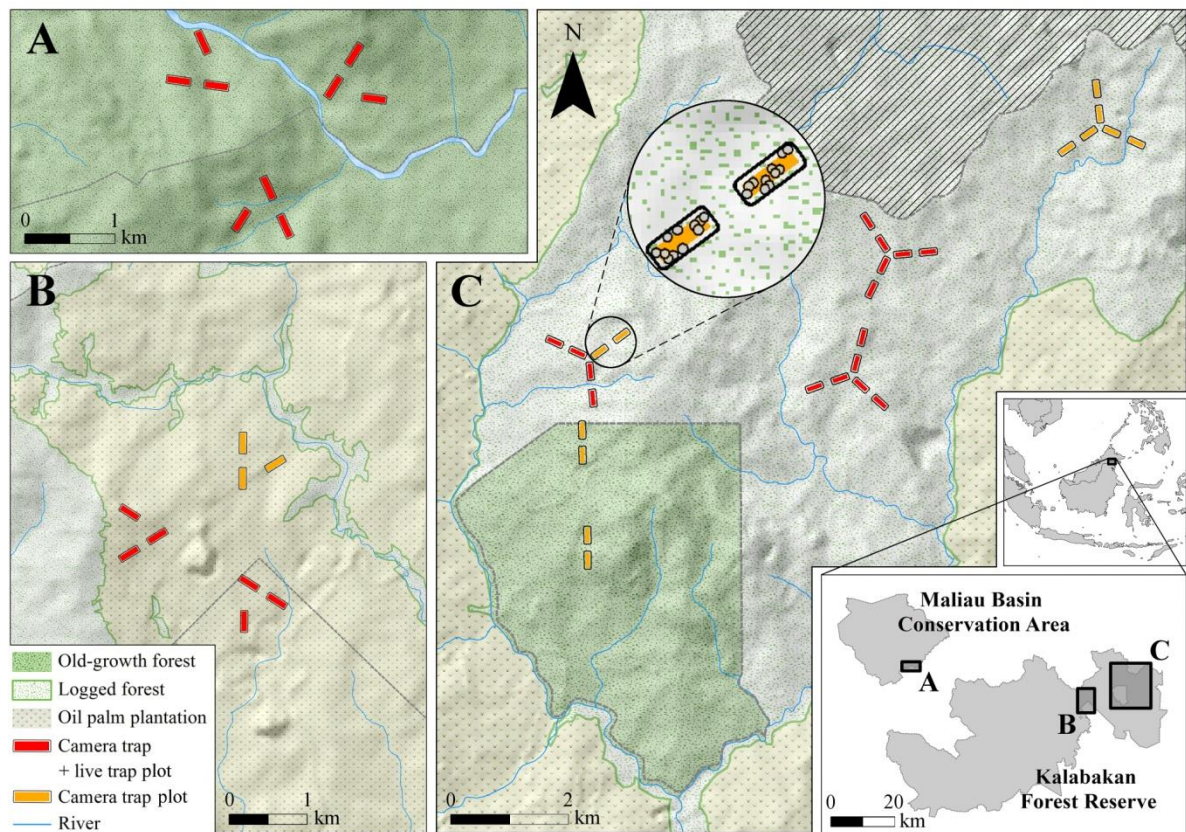 A
0
1
km
B
Old-growth forest
Logged forest
Oil palm plantation
Camera trap
+ live trap plot
Camera trap plot
River
0
1
km
N
C
0
2
km
Maliau Basin
Conservation Area
A
B
C
Kalabakan
Forest Reserve
0
20
km